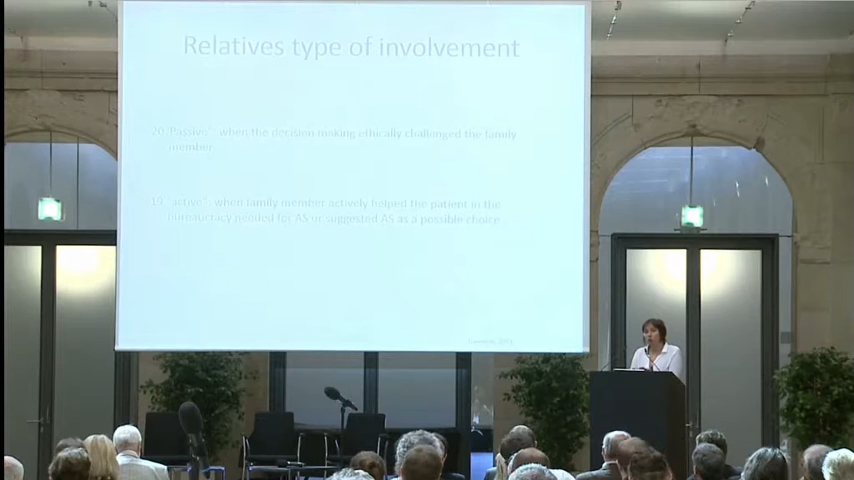 Relatives type of involvement
20 "Passive": when the decision making ethically challenged the family
member
19 "active": when family member actively helped the patient in the
bureaucracy needed for AS or suggested AS as a possible choice